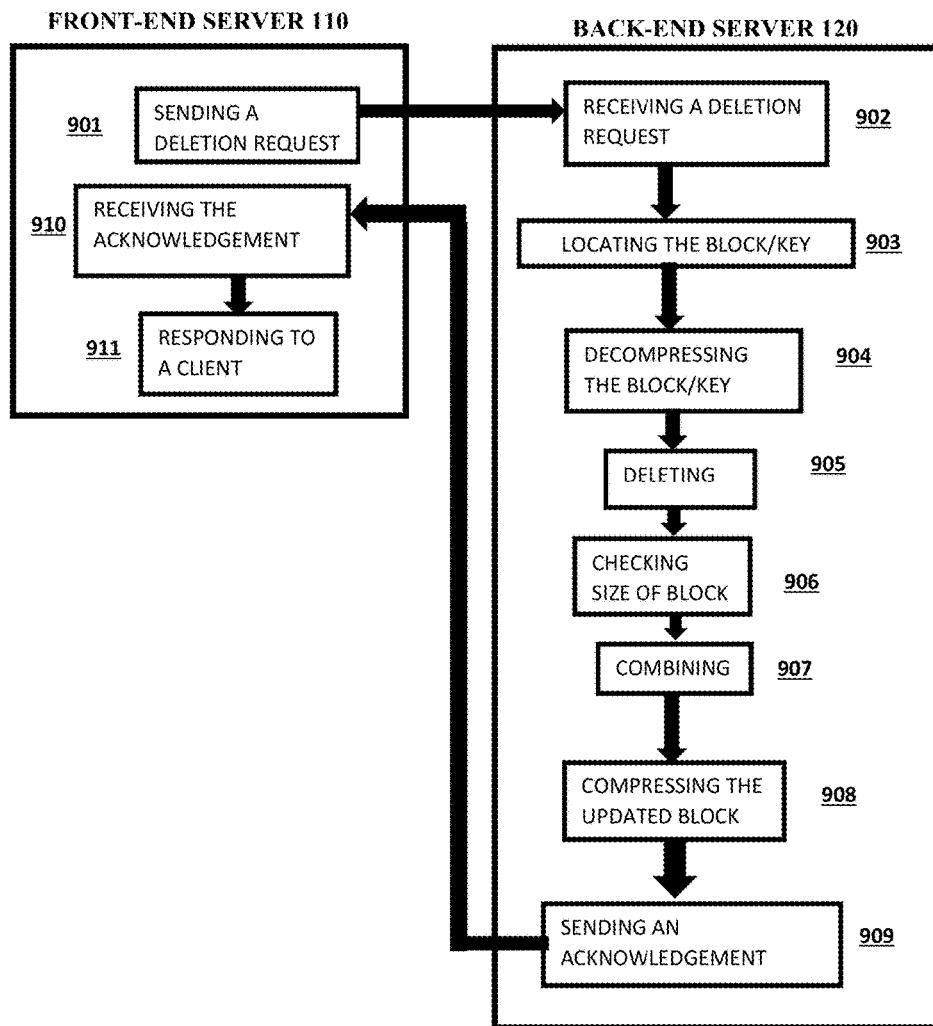 FRONT-END SERVER 110
BACK-END SERVER 120
901
SENDING A
DELETION REQUEST
RECEIVING A DELETION
REQUEST
902
910
RECEIVING THE
ACKNOWLEDGEMENT
LOCATING THE BLOCK/KEY
903
911
RESPONDING TO
A CLIENT
DECOMPRESSING
THE BLOCK/KEY
904
DELETING
905
CHECKING
SIZE OF BLOCK
906
COMBINING
907
COMPRESSING THE
UPDATED BLOCK
908
SENDING AN
ACKNOWLEDGEMENT
909